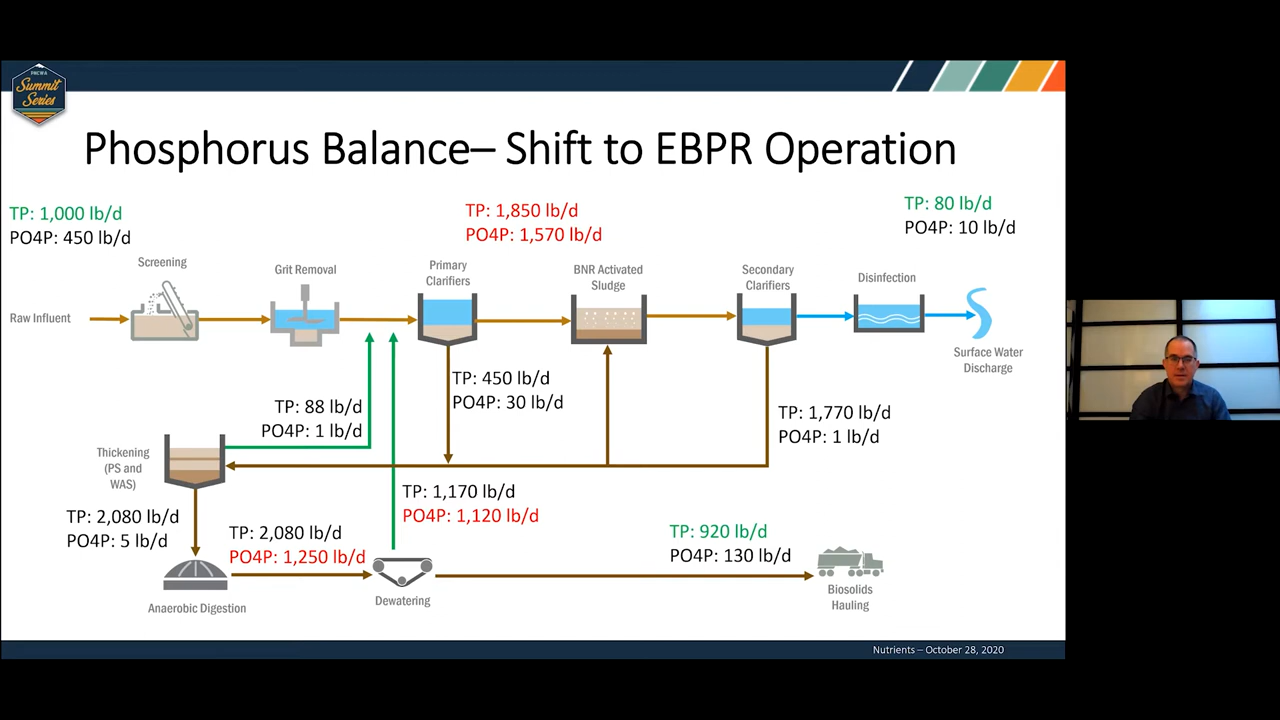 PNCWA
Summit
Series
Phosphorus Balance– Shift to EBPR Operation
TP: 1,000 lb/d
PO4P: 450 lb/d
TP: 1,850 lb/d
PO4P: 1,570 lb/d
TP: 80 lb/d
PO4P: 10 lb/d
Screening
Grit Removal
Primary
Clarifiers
BNR Activated
Sludge
Secondary
Clarifiers
Disinfection
Raw Influent
Surface Water
Discharge
TP: 450 lb/d
PO4P: 30 lb/d
TP: 88 lb/d
PO4P: 1 lb/d
TP: 1,770 lb/d
PO4P: 1 lb/d
Thickening
(PS and
WAS)
TP: 2,080 lb/d
PO4P: 5 lb/d
TP: 2,080 lb/d
PO4P: 1,250 lb/d
TP: 1,170 lb/d
PO4P: 1,120 lb/d
TP: 920 lb/d
PO4P: 130 lb/d
Anaerobic Digestion
Dewatering
Biosolids
Hauling
Nutrients – October 28, 2020